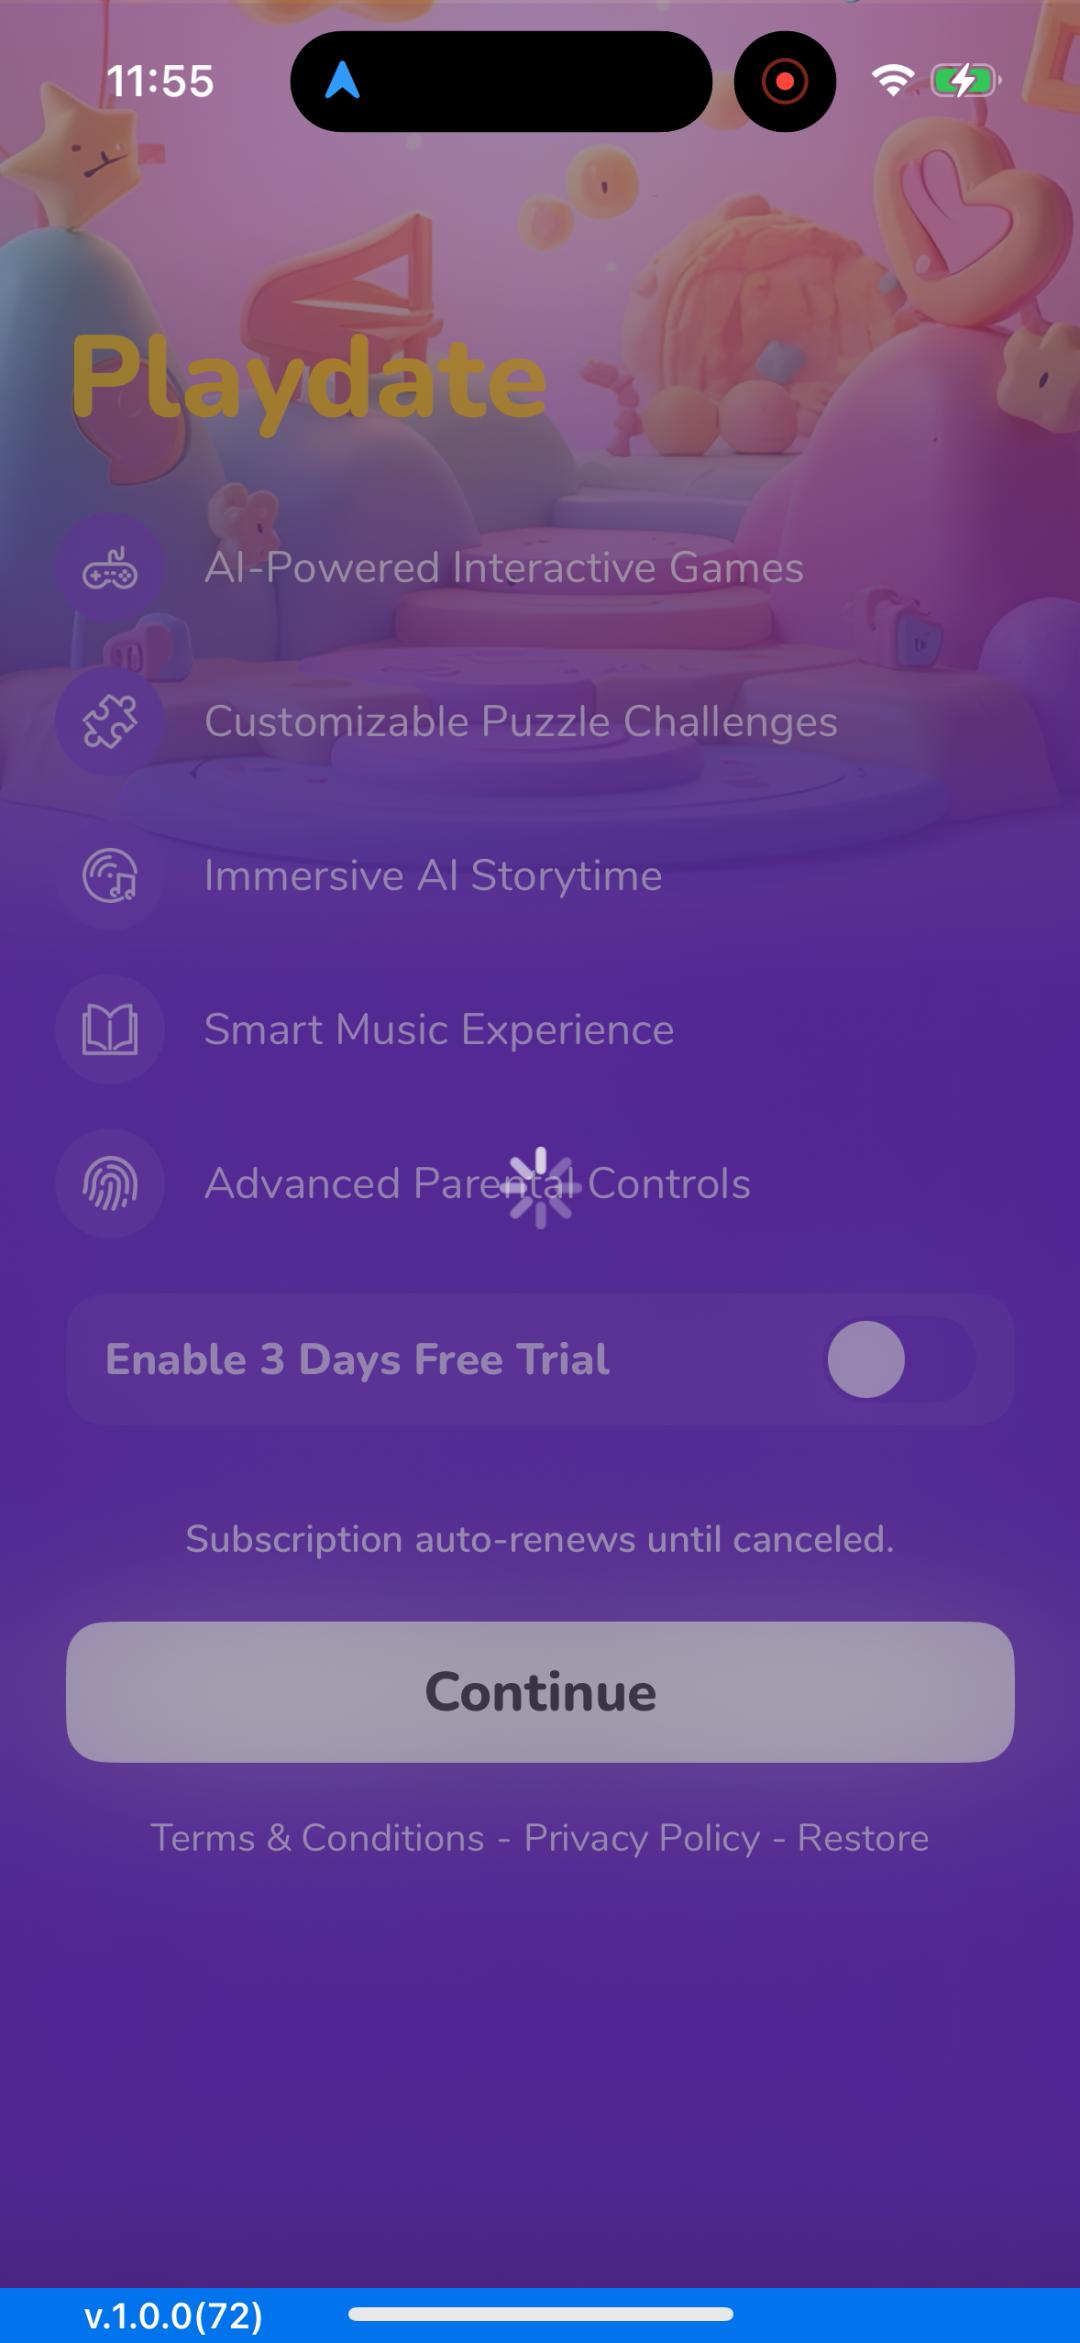 11:55
Playdate
AI-Powered Interactive Games
Customizable Puzzle Challenges
Immersive AI Storytime
Smart Music Experience
Advanced Parental Controls
Enable 3 Days Free Trial
Subscription auto-renews until canceled.
Continue
Terms & Conditions - Privacy Policy - Restore
v.1.0.0(72)